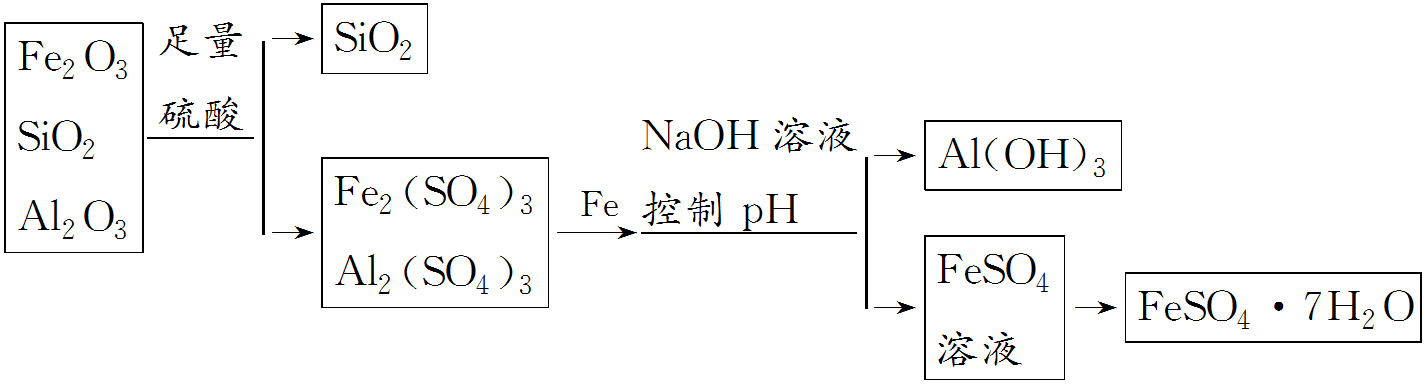 Fe₂O₃
SiO₂
Al₂O₃
足量
硫酸
SiO₂
Fe₂(SO₄)₃
Al₂(SO₄)₃
Fe
NaOH 溶液
控制 pH
Al(OH)₃
FeSO₄
溶液
FeSO₄·7H₂O